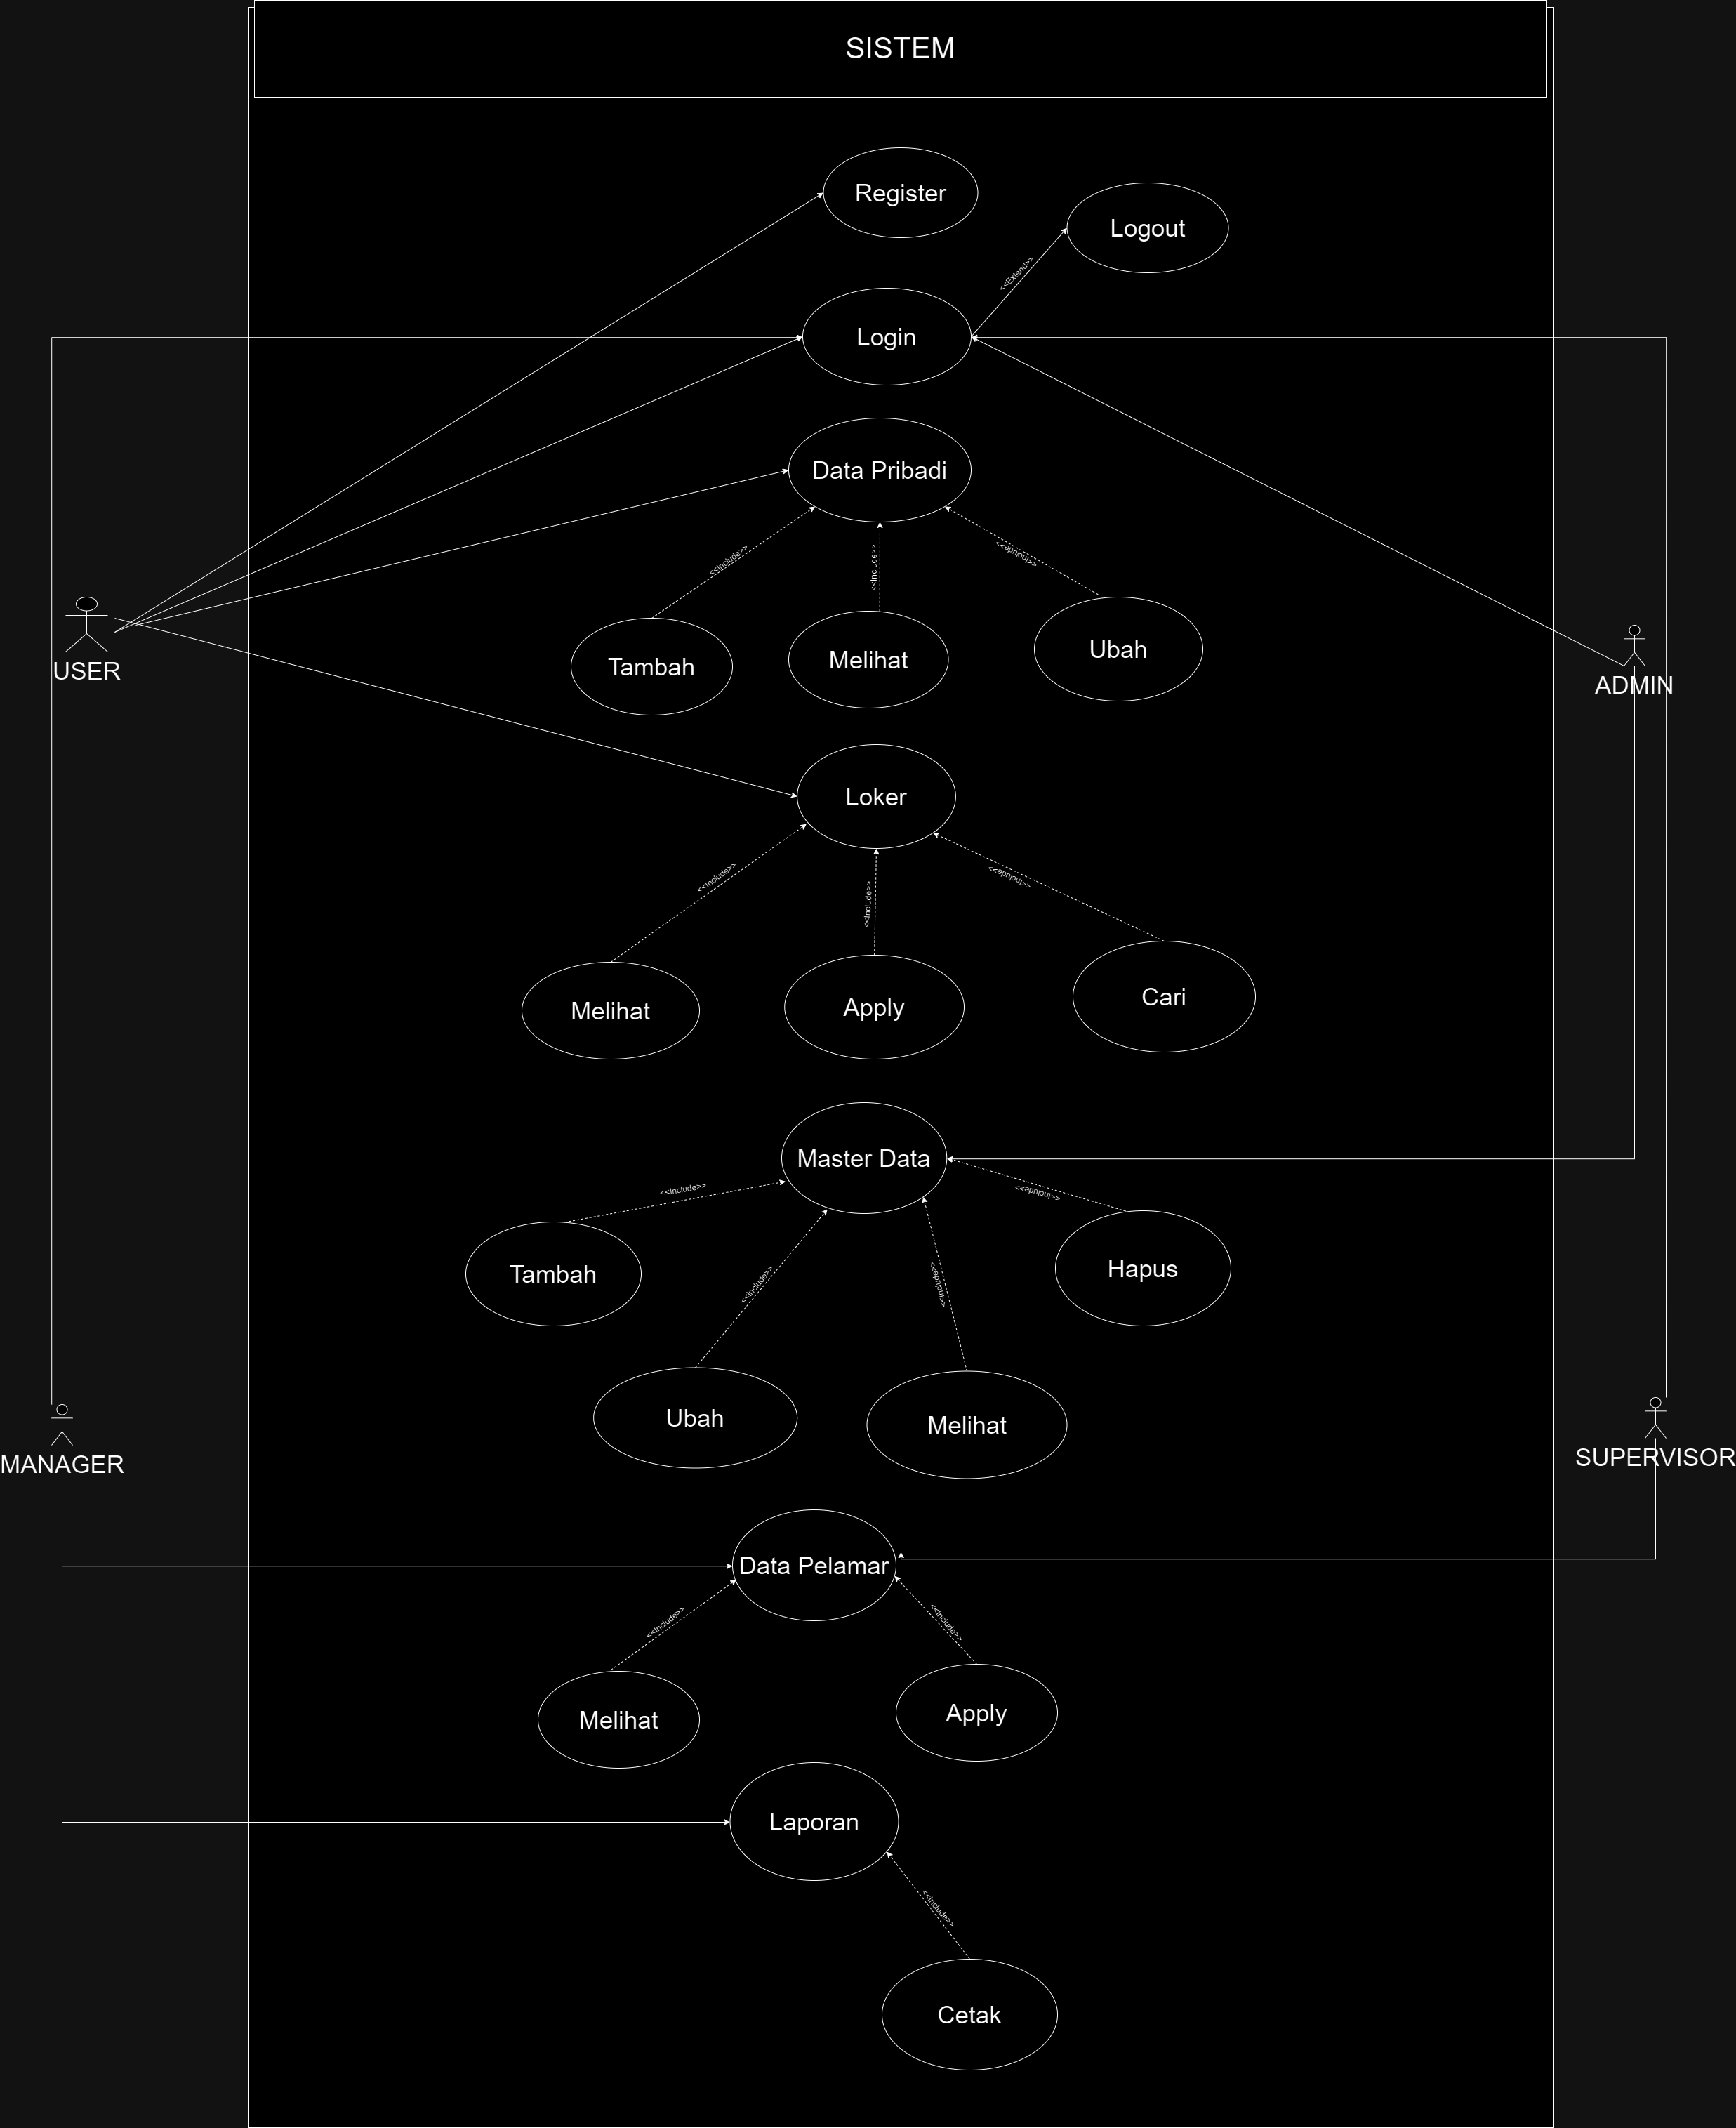 SISTEM
Register
Logout
<<Extend>>
Login
Data Pribadi
<<Include>>
<<Include>>
<<Include>>
USER
Tambah
Melihat
Ubah
ADMIN
Loker
<<Include>>
<<Include>>
<<Include>>
Melihat
Apply
Cari
Master Data
<<Include>>
<<Include>>
<<Include>>
<<Include>>
Tambah
Hapus
Ubah
Melihat
MANAGER
SUPERVISOR
Data Pelamar
<<Include>>
<<Include>>
Melihat
Apply
Laporan
<<Include>>
Cetak